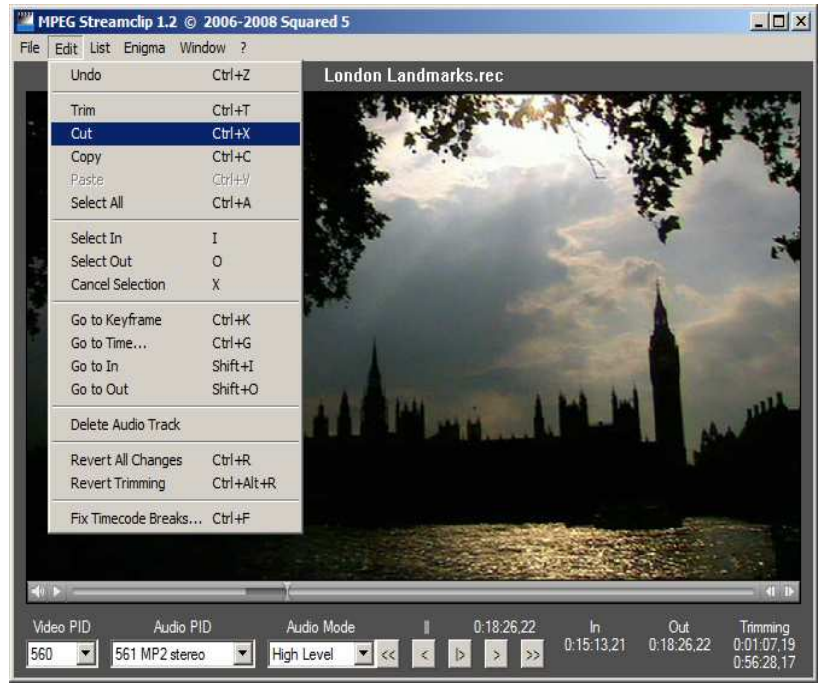 MPEG Streamclip 1.2 © 2006-2008 Squared 5
File Edit List Enigma Window ?
London Landmarks.rec
Undo Ctrl+Z
Trim Ctrl+T
Cut Ctrl+X
Copy Ctrl+C
Paste Ctrl+V
Select All Ctrl+A
Select In I
Select Out O
Cancel Selection X
Go to Keyframe Ctrl+K
Go to Time... Ctrl+G
Go to In Shift+I
Go to Out Shift+O
Delete Audio Track
Revert All Changes Ctrl+R
Revert Trimming Ctrl+Alt+R
Fix Timecode Breaks... Ctrl+F
Video PID Audio PID Audio Mode || 0:18:26,22 In Out Trimming
560 561 MP2 stereo High Level << < |> > >> 0:15:13,21 0:18:26,22 0:01:07,19
0:56:28,17